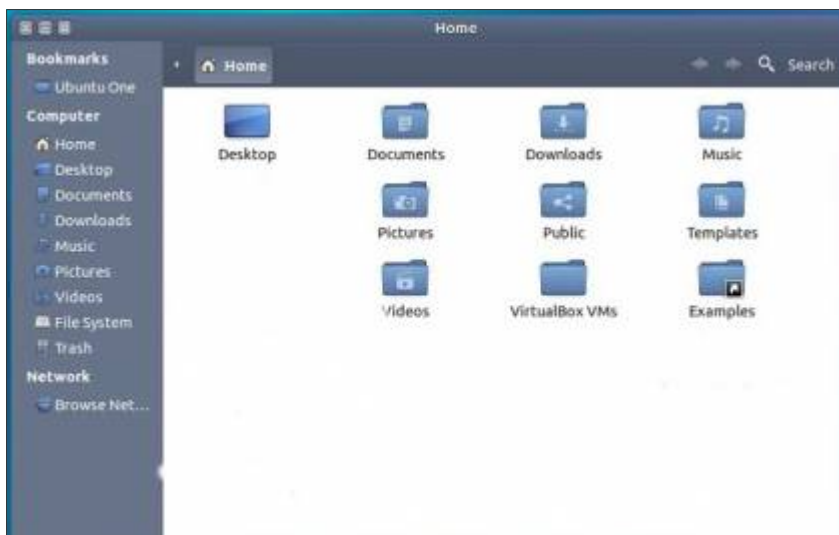 Home
Bookmarks
Ubuntu One
Computer
Home
Desktop
Documents
Downloads
Music
Pictures
Videos
File System
Trash
Network
Browse Net...
Home
Search
Desktop
Documents
Downloads
Music
Pictures
Public
Templates
Videos
VirtualBox VMs
Examples